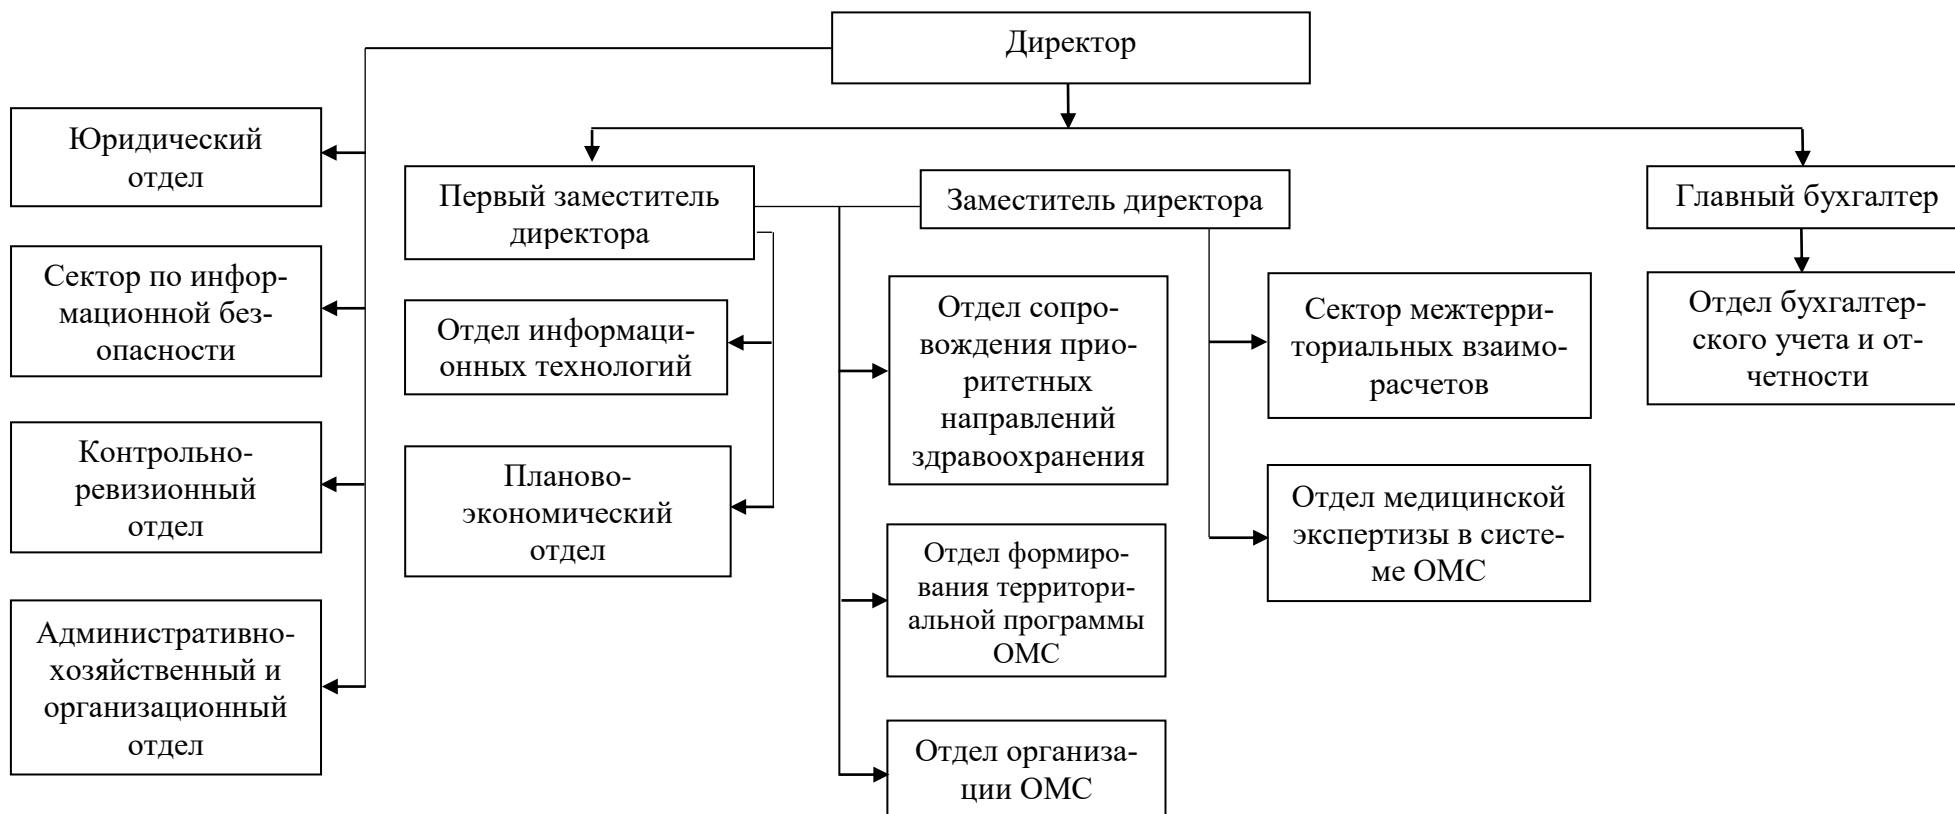 Директор
Юридический
отдел
Сектор по инфор-
мационной без-
опасности
Контрольно-
ревизионный
отдел
Административно-
хозяйственный и
организационный
отдел
Первый заместитель
директора
Отдел информаци-
онных технологий
Планово-
экономический
отдел
Заместитель директора
Отдел сопро-
вождения прио-
ритетных
направлений
здравоохранения
Отдел формиро-
вания территори-
альной программы
ОМС
Отдел организа-
ции ОМС
Сектор межтерри-
ториальных взаимо-
расчетов
Отдел медицинской
экспертизы в систе-
ме ОМС
Главный бухгалтер
Отдел бухгалтер-
ского учета и от-
четности